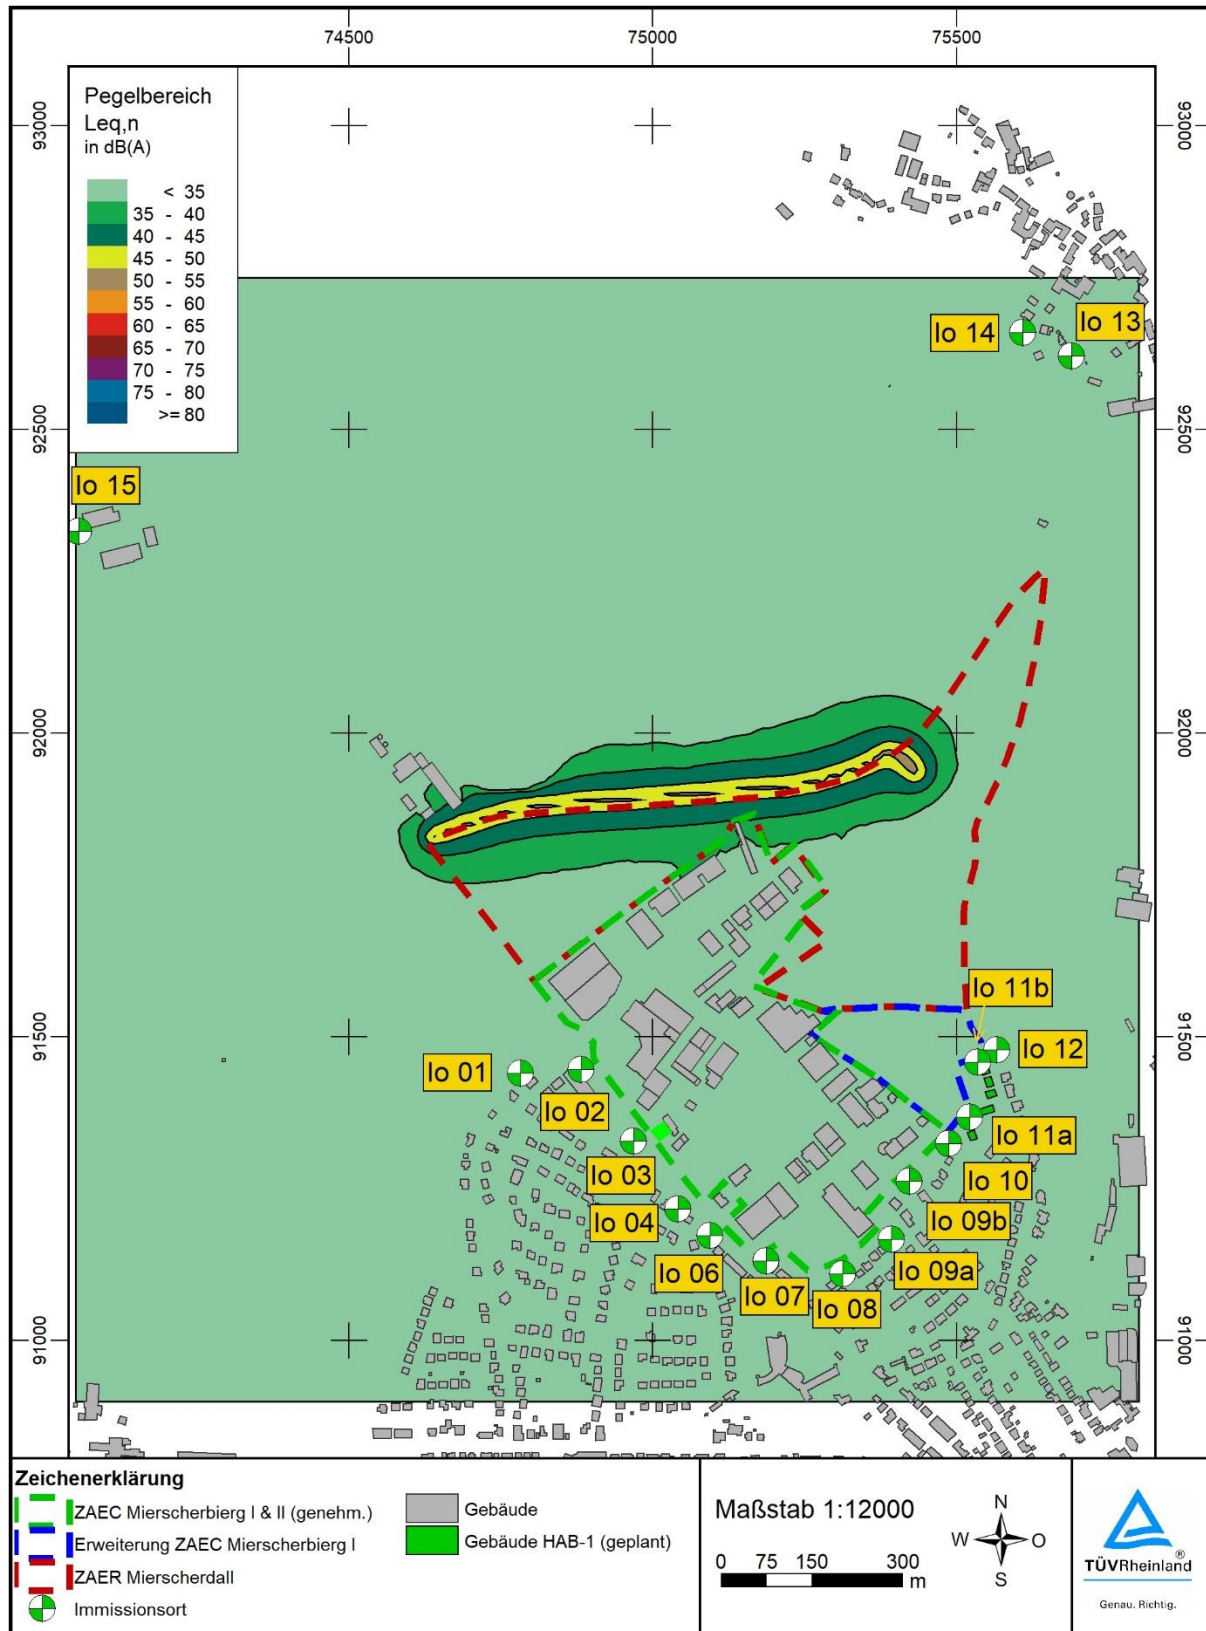 74500 75000 75500
Pegelbereich
Leq,n
in dB(A)
< 35
35 - 40
40 - 45
45 - 50
50 - 55
55 - 60
60 - 65
65 - 70
70 - 75
75 - 80
>= 80
93000 93000
Io 14 Io 13
92500 92500
Io 15
92000 92000
Io 11b
91500 91500
Io 01 Io 12
Io 02
Io 11a
Io 03
Io 10
Io 04
Io 09b
Io 06
Io 09a
Io 07
Io 08
91000 91000
Zeichenerklärung
ZAEC Mierscherbierg I & II (genehm.)
Erweiterung ZAEC Mierscherbierg I
ZAER Mierscherdall
Immissionsort
Gebäude
Gebäude HAB-1 (geplant)
Maßstab 1:12000
0 75 150 300
m
N
W O
S
TÜVRheinland
®
Genau. Richtig.